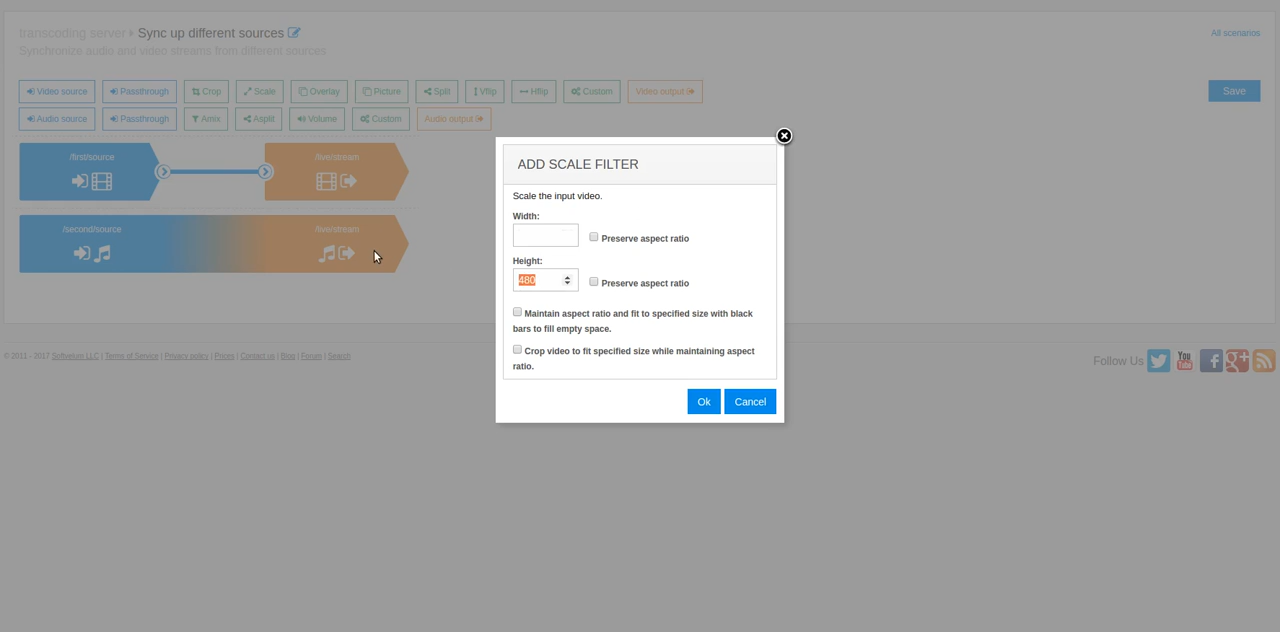 transcoding server Sync up different sources
All scenarios
Synchronize audio and video streams from different sources
Video source Passthrough Crop Scale Overlay Picture Split Vflip Hflip Custom Video output
Save
Audio source Passthrough Amix Asplit Volume Custom Audio output
/first/source /live/stream
/second/source /live/stream
ADD SCALE FILTER
Scale the input video.
Width:
Preserve aspect ratio
Height:
480
Preserve aspect ratio
Maintain aspect ratio and fit to specified size with black
bars to fill empty space.
Crop video to fit specified size while maintaining aspect
ratio.
Ok Cancel
© 2011 - 2017 Softvelum LLC | Terms of Service | Privacy policy | Prices | Contact us | Blog | Forum | Search
Follow Us You Tube f g+